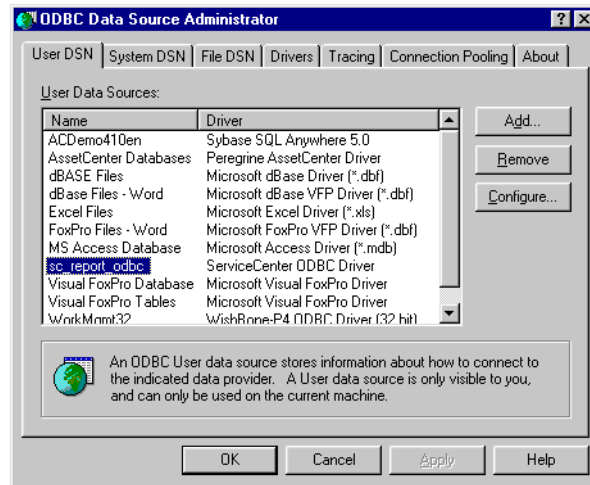 ODBC Data Source Administrator
User DSN System DSN File DSN Drivers Tracing Connection Pooling About
User Data Sources:
Name Driver
ACDemo410en Sybase SQL Anywhere 5.0
AssetCenter Databases Peregrine AssetCenter Driver
dBASE Files Microsoft dBase Driver (*.dbf)
dBase Files - Word Microsoft dBase VFP Driver (*.dbf)
Excel Files Microsoft Excel Driver (*.xls)
FoxPro Files - Word Microsoft FoxPro VFP Driver (*.dbf)
MS Access Database Microsoft Access Driver (*.mdb)
sc_report_odbc ServiceCenter ODBC Driver
Visual FoxPro Database Microsoft Visual FoxPro Driver
Visual FoxPro Tables Microsoft Visual FoxPro Driver
WorkMgmt32 WishBone-P4 ODBC Driver (32 bit)
Add...
Remove
Configure...
An ODBC User data source stores information about how to connect to
the indicated data provider. A User data source is only visible to you,
and can only be used on the current machine.
OK Cancel Apply Help